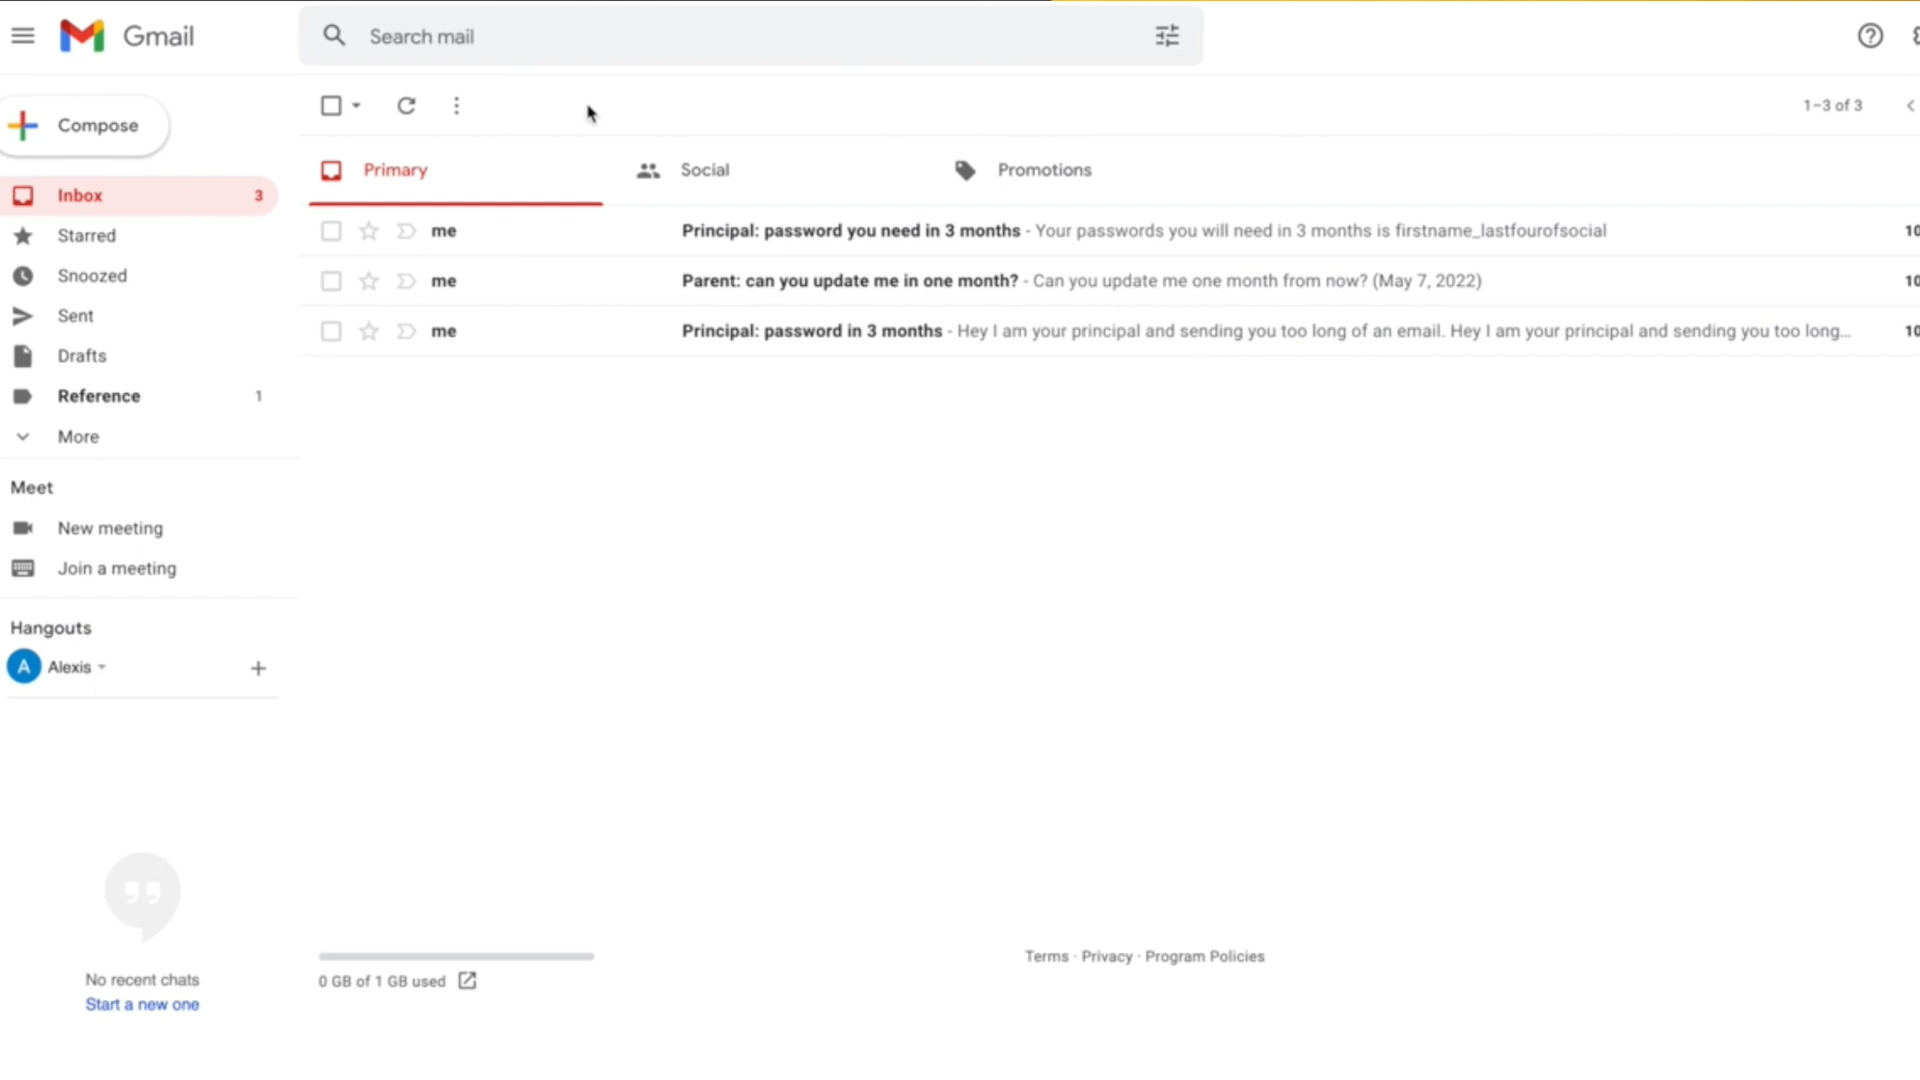 Gmail
Search mail
Compose
1–3 of 3
Primary
Social
Promotions
Inbox 3
Starred
Snoozed
Sent
Drafts
Reference 1
More
me Principal: password you need in 3 months - Your passwords you will need in 3 months is firstname_lastfourofsocial 10
me Parent: can you update me in one month? - Can you update me one month from now? (May 7, 2022) 10
me Principal: password in 3 months - Hey I am your principal and sending you too long of an email. Hey I am your principal and sending you too long... 10
Meet
New meeting
Join a meeting
Hangouts
A Alexis
No recent chats
Start a new one
0 GB of 1 GB used
Terms · Privacy · Program Policies